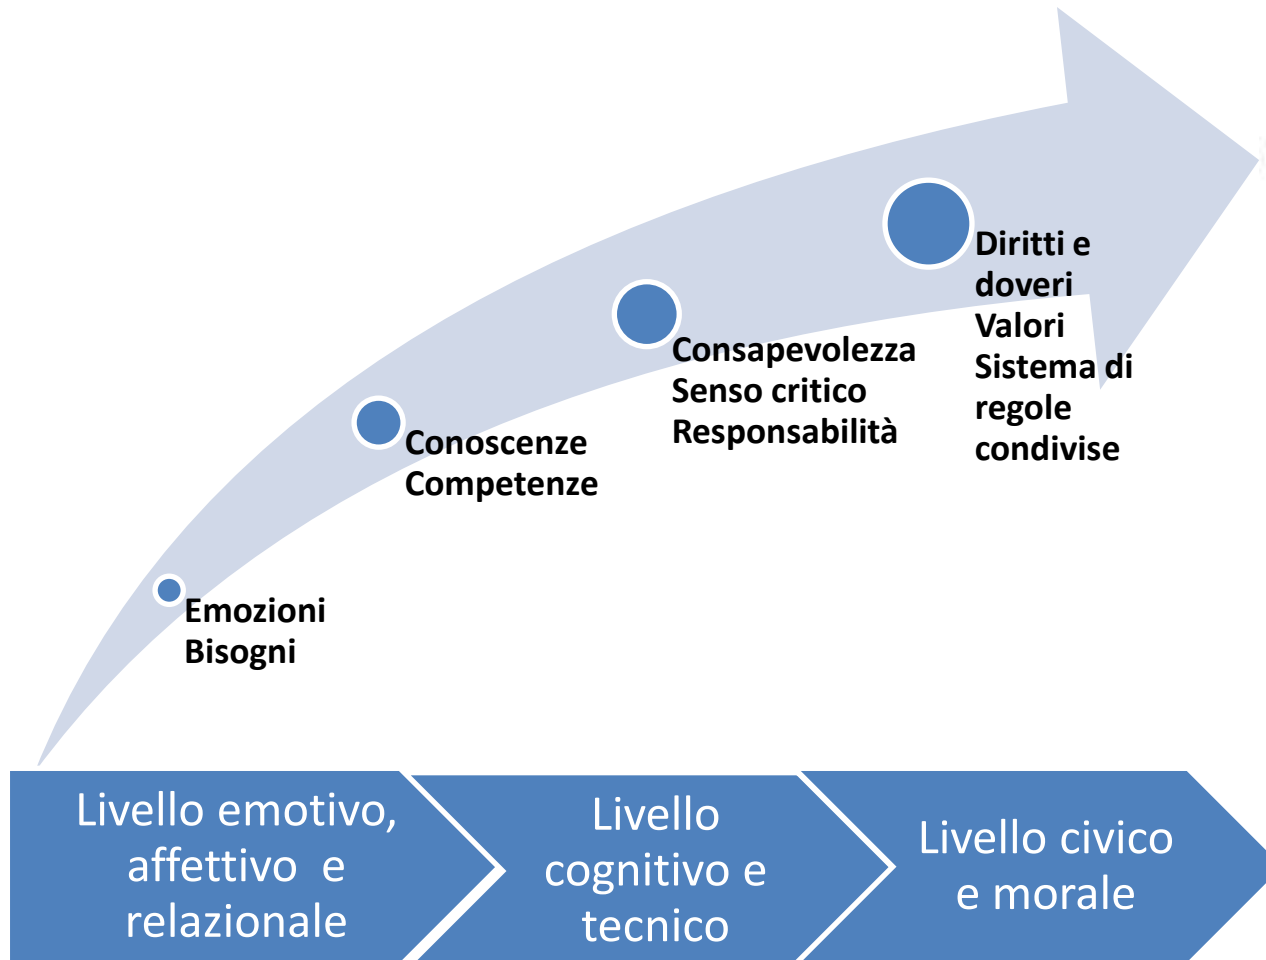 Diritti e
doveri
Valori
Sistema di
regole
condivise
Consapevolezza
Senso critico
Responsabilità
Conoscenze
Competenze
Emozioni
Bisogni
Livello emotivo,
affettivo e
relazionale
Livello
cognitivo e
tecnico
Livello civico
e morale